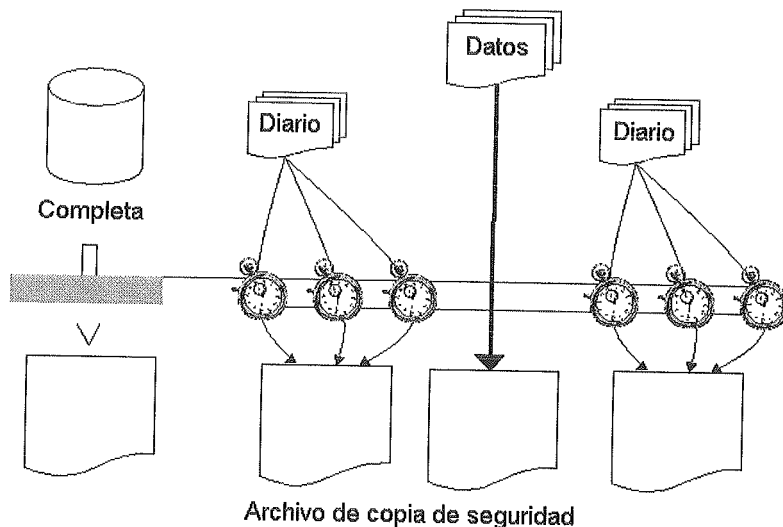 Datos
Diario
Diario
Completa
Archivo de copia de seguridad